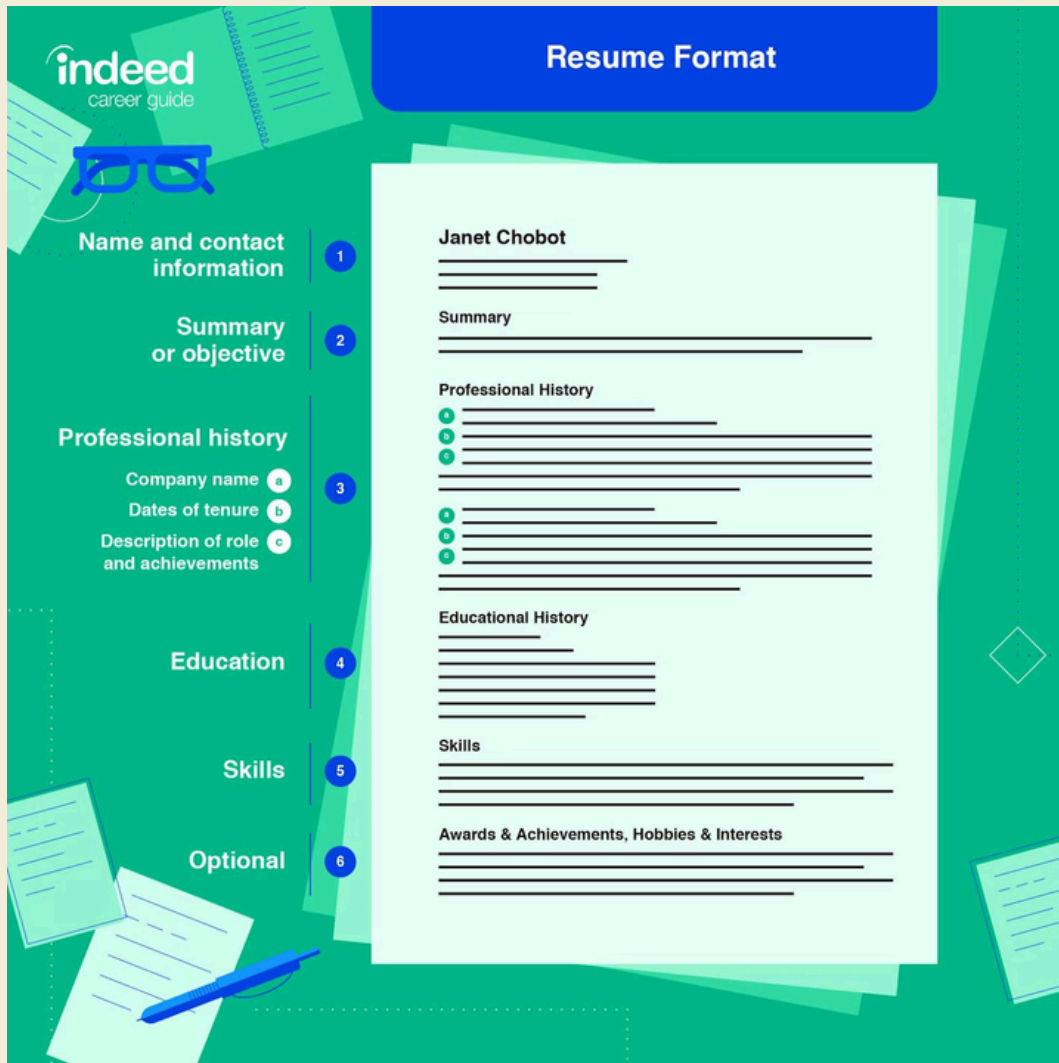 indeed
career guide
Resume Format
Name and contact
information
1
Summary
or objective
2
Professional history
Company name a
Dates of tenure b
Description of role c
and achievements
3
Education
4
Skills
5
Optional
6
Janet Chobot
Summary
Professional History
a
b
c
a
b
c
Educational History
Skills
Awards & Achievements, Hobbies & Interests